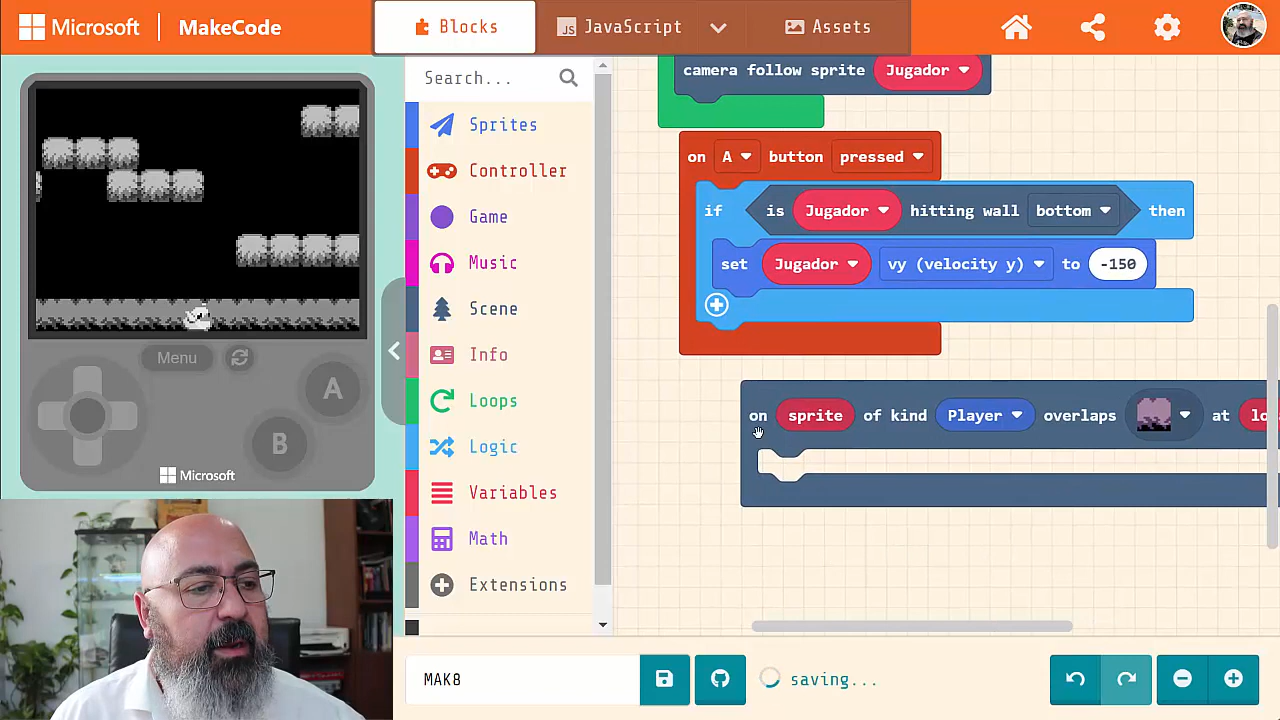 Microsoft | MakeCode
Blocks
JavaScript
Assets
Search...
Sprites
Controller
Game
Music
Scene
Info
Loops
Logic
Variables
Math
Extensions
camera follow sprite Jugador
on A button pressed
if is Jugador hitting wall bottom then
set Jugador vy (velocity y) to -150
on sprite of kind Player overlaps at lo
Menu
A
B
Microsoft
MAK8
saving...